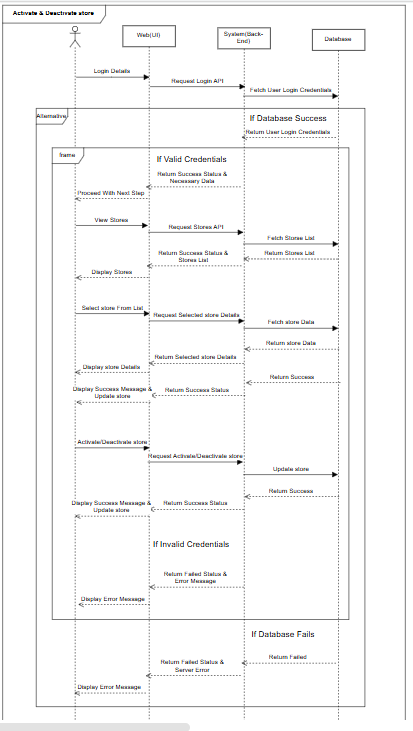 Activate & Deactivate store
Web(UI)
System(Back-
End)
Database
Login Details
Request Login API
Fetch User Login Credentials
Alternative
If Database Success
Return User Login Credentials
frame
If Valid Credentials
Return Success Status &
Necessary Data
Proceed With Next Step
View Stores
Request Stores API
Fetch Storse List
Return Success Status &
Stores List
Return Stores List
Display Stores
Select store From List
Request Selected store Details
Fetch store Data
Return store Data
Return Selected store Details
Display store Details
Return Success
Display Success Message &
Update store
Return Success Status
Activate/Deactivate store
Request Activate/Deactivate store
Update store
Return Success
Display Success Message &
Update store
Return Success Status
If Invalid Credentials
Return Failed Status &
Error Message
Display Error Message
If Database Fails
Return Failed
Return Failed Status &
Server Error
Display Error Message